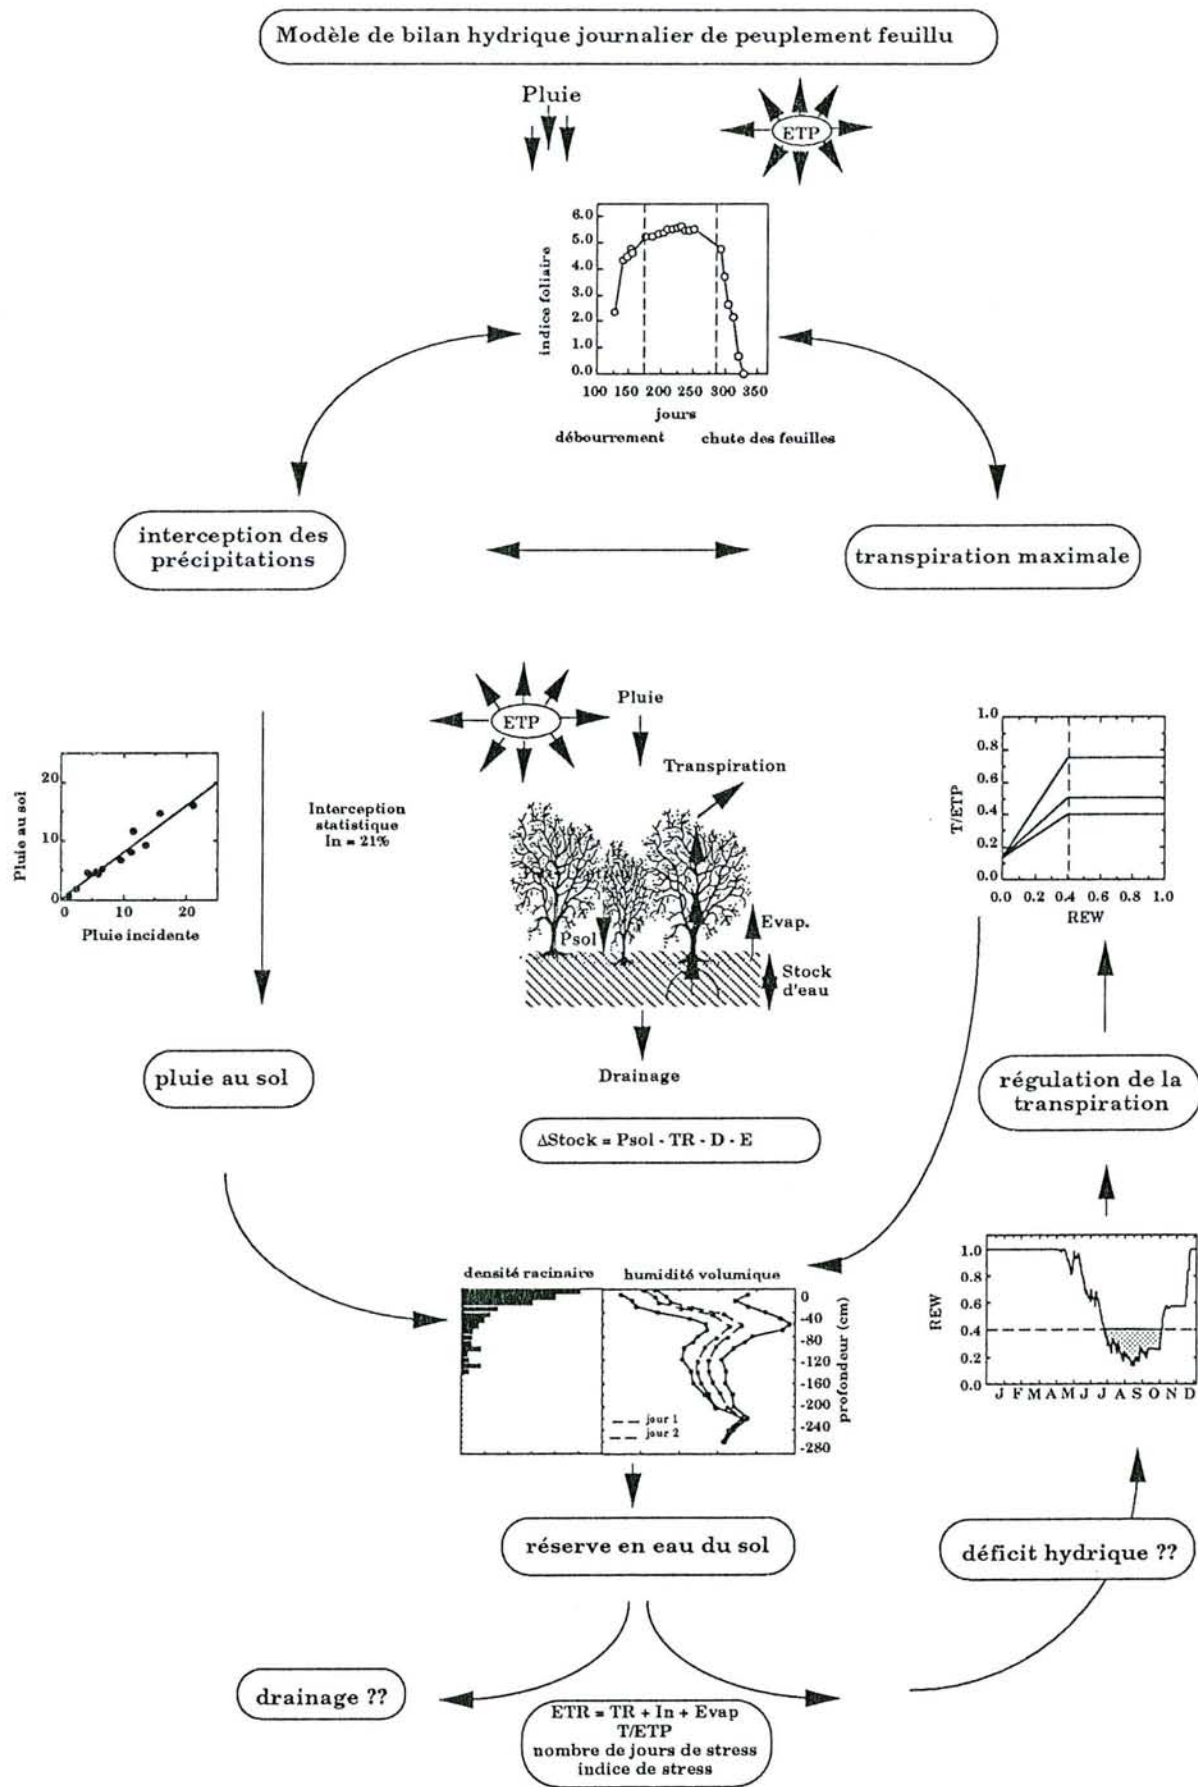 Modèle de bilan hydrique journalier de peuplement feuillu
Pluie
ETP
indice foliaire
6.0
5.0
4.0
3.0
2.0
1.0
0.0
100 150 200 250 300 350
jours
débourrement chute des feuilles
interception des
précipitations
transpiration maximale
ETP
Pluie
Transpiration
Pluie au sol
20
10
0
0 10 20
Pluie incidente
Interception
statistique
In = 21%
Psol
Evap.
Stock
d'eau
Drainage
T/ETP
1.0
0.8
0.6
0.4
0.2
0.0
0.0 0.2 0.4 0.6 0.8 1.0
REW
pluie au sol
ΔStock = Psol - TR - D - E
régulation de la
transpiration
densité racinaire humidité volumique
0
-40
-80
-120
-160
-200
-240
-280
profondeur (cm)
jour 1
jour 2
REW
1.0
0.8
0.6
0.4
0.2
0.0
J F M A M J J A S O N D
réserve en eau du sol
déficit hydrique ??
drainage ??
ETR = TR + In + Evap
T/ETP
nombre de jours de stress
indice de stress